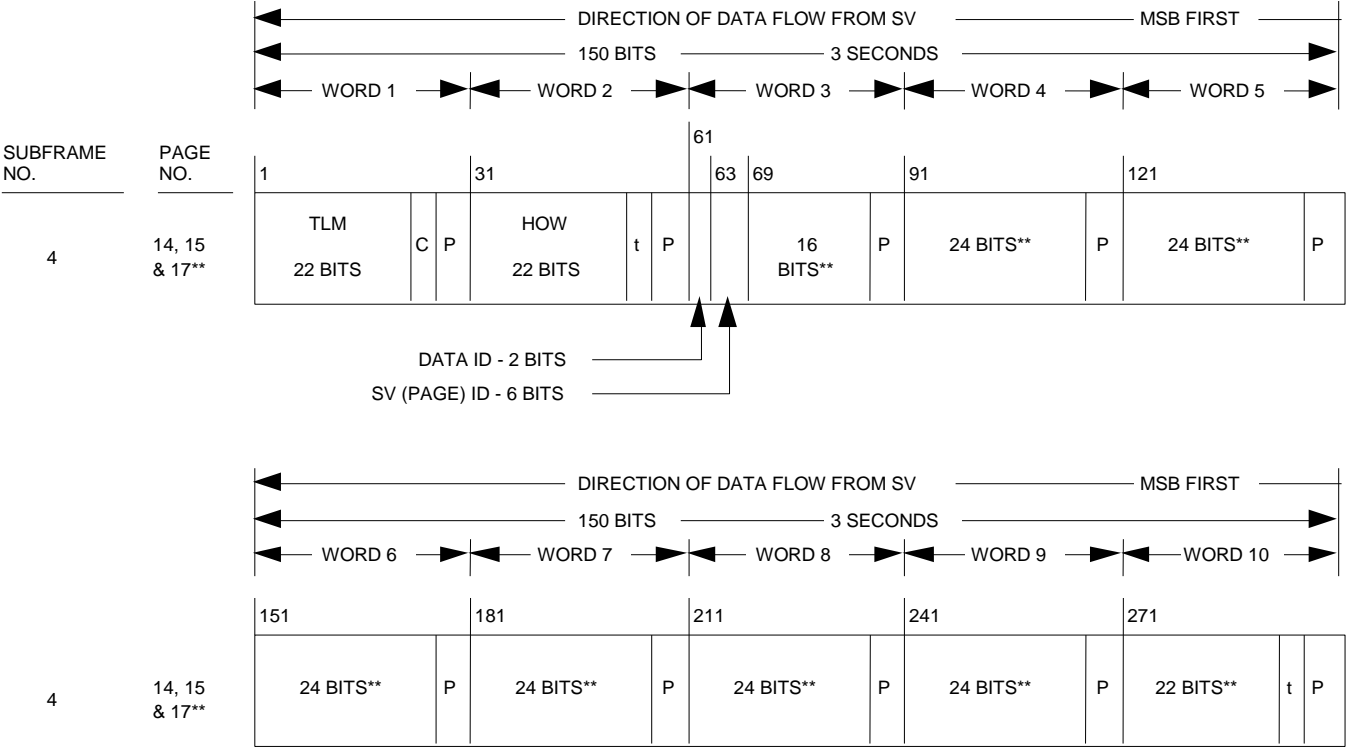 DIRECTION OF DATA FLOW FROM SV MSB FIRST
150 BITS 3 SECONDS
WORD 1 WORD 2 WORD 3 WORD 4 WORD 5
SUBFRAME NO. PAGE NO.
61
1 31 63 69 91 121
4 14, 15 & 17**
TLM 22 BITS C P HOW 22 BITS t P 16 BITS** P 24 BITS** P 24 BITS** P
DATA ID - 2 BITS
SV (PAGE) ID - 6 BITS
DIRECTION OF DATA FLOW FROM SV MSB FIRST
150 BITS 3 SECONDS
WORD 6 WORD 7 WORD 8 WORD 9 WORD 10
151 181 211 241 271
4 14, 15 & 17**
24 BITS** P 24 BITS** P 24 BITS** P 24 BITS** P 22 BITS** t P